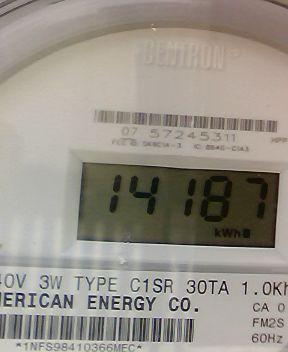 CENTRON®
07 57245311
14187
kWh
40V 3W TYPE C1SR 30TA 1.0Kh
MERICAN ENERGY CO.
CA 0
FM2S
60Hz
*1NFS98410366MEC*